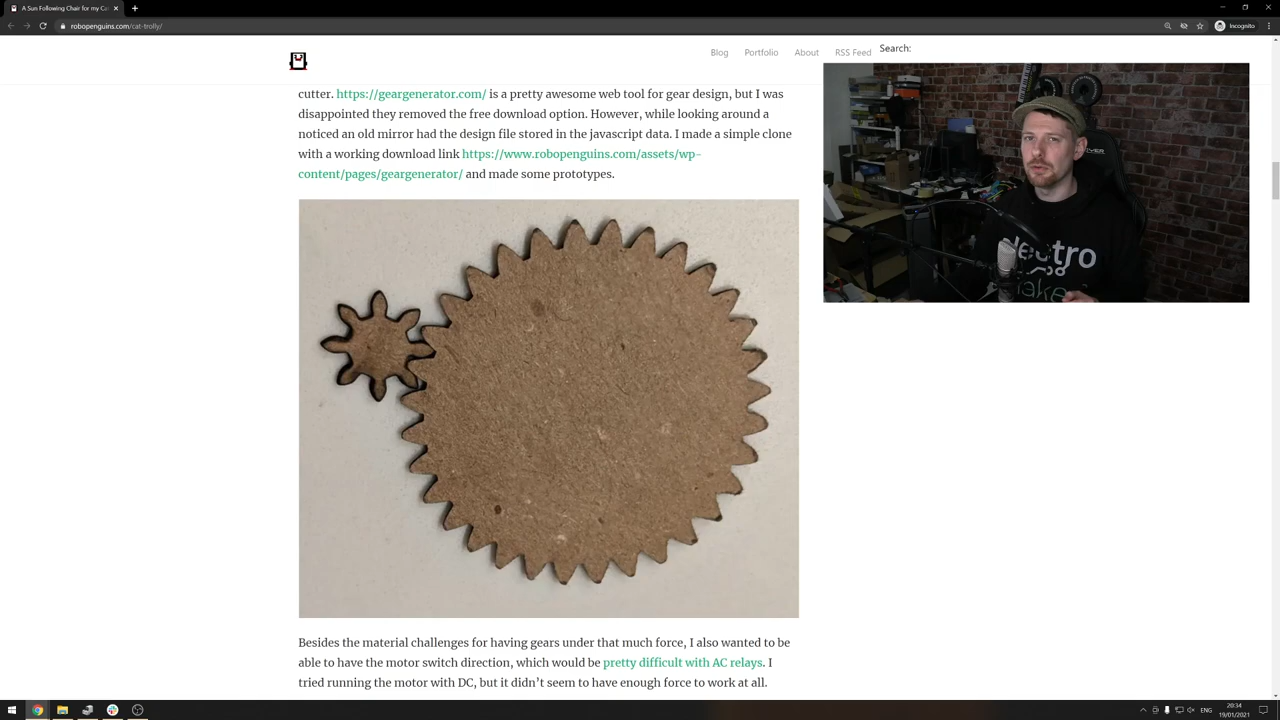 A Sun Following Chair for my Ca
robopenguins.com/cat-trolly/
Incognito
Blog Portfolio About RSS Feed Search:
cutter. https://geargenerator.com/ is a pretty awesome web tool for gear design, but I was
disappointed they removed the free download option. However, while looking around a
noticed an old mirror had the design file stored in the javascript data. I made a simple clone
with a working download link https://www.robopenguins.com/assets/wp-
content/pages/geargenerator/ and made some prototypes.
Besides the material challenges for having gears under that much force, I also wanted to be
able to have the motor switch direction, which would be pretty difficult with AC relays. I
tried running the motor with DC, but it didn’t seem to have enough force to work at all.
ENG
20:34
19/01/2021